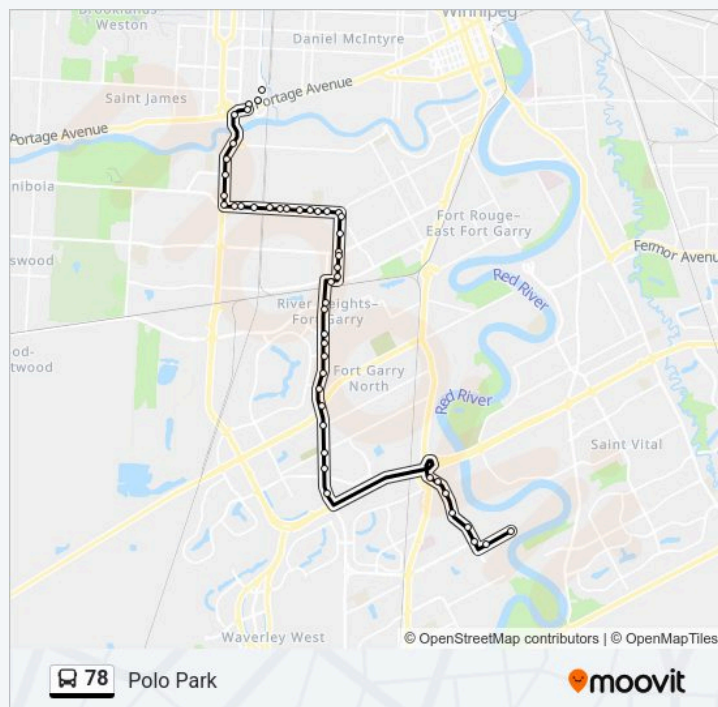 Weston
Winnipeg
Daniel McIntyre
Saint James
Portage Avenue
Portage Avenue
Fort Rouge–
East Fort Garry
Fermor Avenue
Red River
River Heights–
Fort Garry
Fort Garry
North
Red River
Saint Vital
Waverley West
© OpenStreetMap contributors | © OpenMapTiles
78 Polo Park
moovit